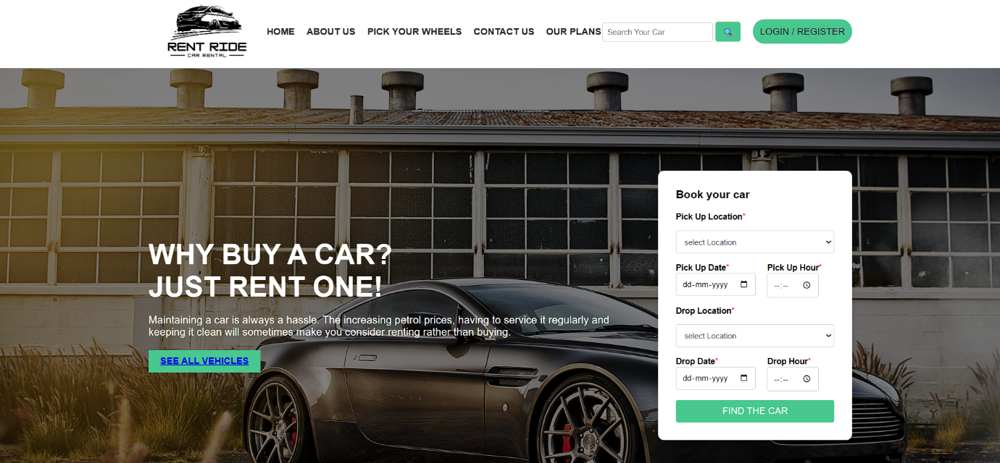 RENT RIDE
CAR RENTAL
HOME ABOUT US PICK YOUR WHEELS CONTACT US OUR PLANS Search Your Car LOGIN / REGISTER
WHY BUY A CAR?
JUST RENT ONE!
Maintaining a car is always a hassle. The increasing petrol prices, having to service it regularly and
keeping it clean will sometimes make you consider renting rather than buying.
SEE ALL VEHICLES
Book your car
Pick Up Location*
select Location
Pick Up Date* Pick Up Hour*
dd-mm-yyyy --:--
Drop Location*
select Location
Drop Date* Drop Hour*
dd-mm-yyyy --:--
FIND THE CAR